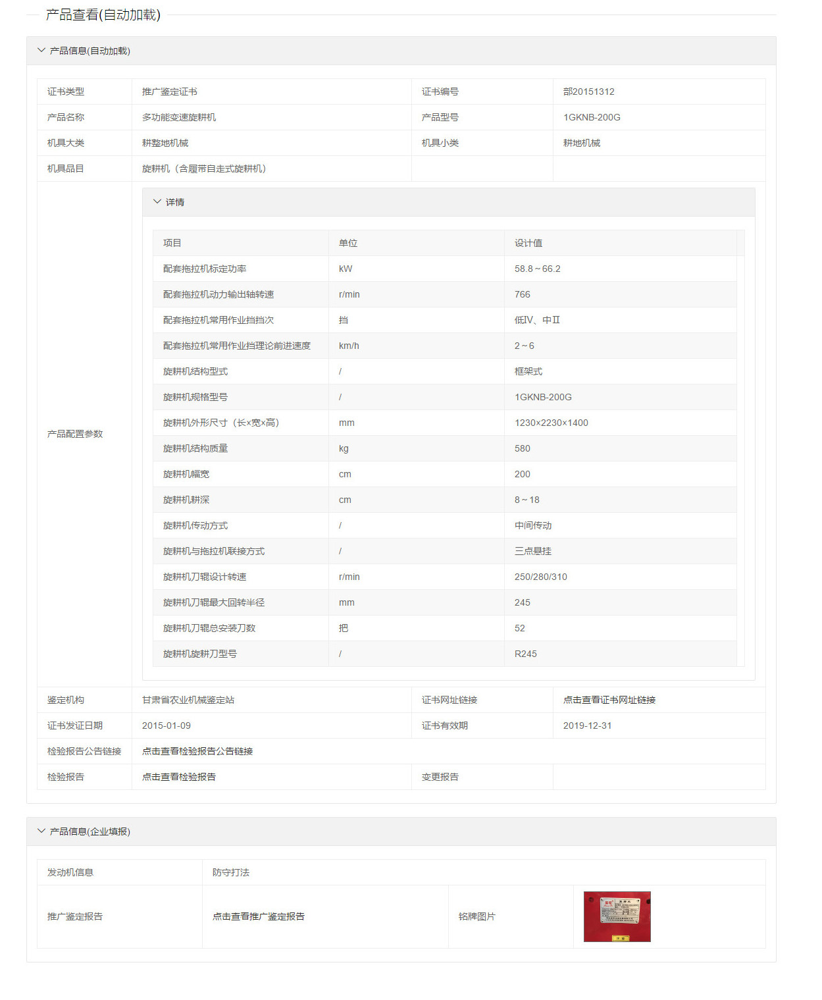 产品查看(自动加载)
产品信息(自动加载)
证书类型 推广鉴定证书 证书编号 部20151312
产品名称 多功能变速旋耕机 产品型号 1GKNB-200G
机具大类 耕整地机械 机具小类 耕地机械
机具品目 旋耕机（含履带自走式旋耕机）
产品配置参数
详情
项目 单位 设计值
配套拖拉机标定功率 kW 58.8～66.2
配套拖拉机动力输出轴转速 r/min 766
配套拖拉机常用作业挡挡次 挡 低Ⅳ、中Ⅱ
配套拖拉机常用作业挡理论前进速度 km/h 2～6
旋耕机结构型式 / 框架式
旋耕机规格型号 / 1GKNB-200G
旋耕机外形尺寸（长×宽×高） mm 1230×2230×1400
旋耕机结构质量 kg 580
旋耕机幅宽 cm 200
旋耕机耕深 cm 8～18
旋耕机传动方式 / 中间传动
旋耕机与拖拉机联接方式 / 三点悬挂
旋耕机刀辊设计转速 r/min 250/280/310
旋耕机刀辊最大回转半径 mm 245
旋耕机刀辊总安装刀数 把 52
旋耕机旋耕刀型号 / R245
鉴定机构 甘肃省农业机械鉴定站 证书网址链接 点击查看证书网址链接
证书发证日期 2015-01-09 证书有效期 2019-12-31
检验报告公告链接 点击查看检验报告公告链接
检验报告 点击查看检验报告 变更报告
产品信息(企业填报)
发动机信息 防守打法
推广鉴定报告 点击查看推广鉴定报告 铭牌图片